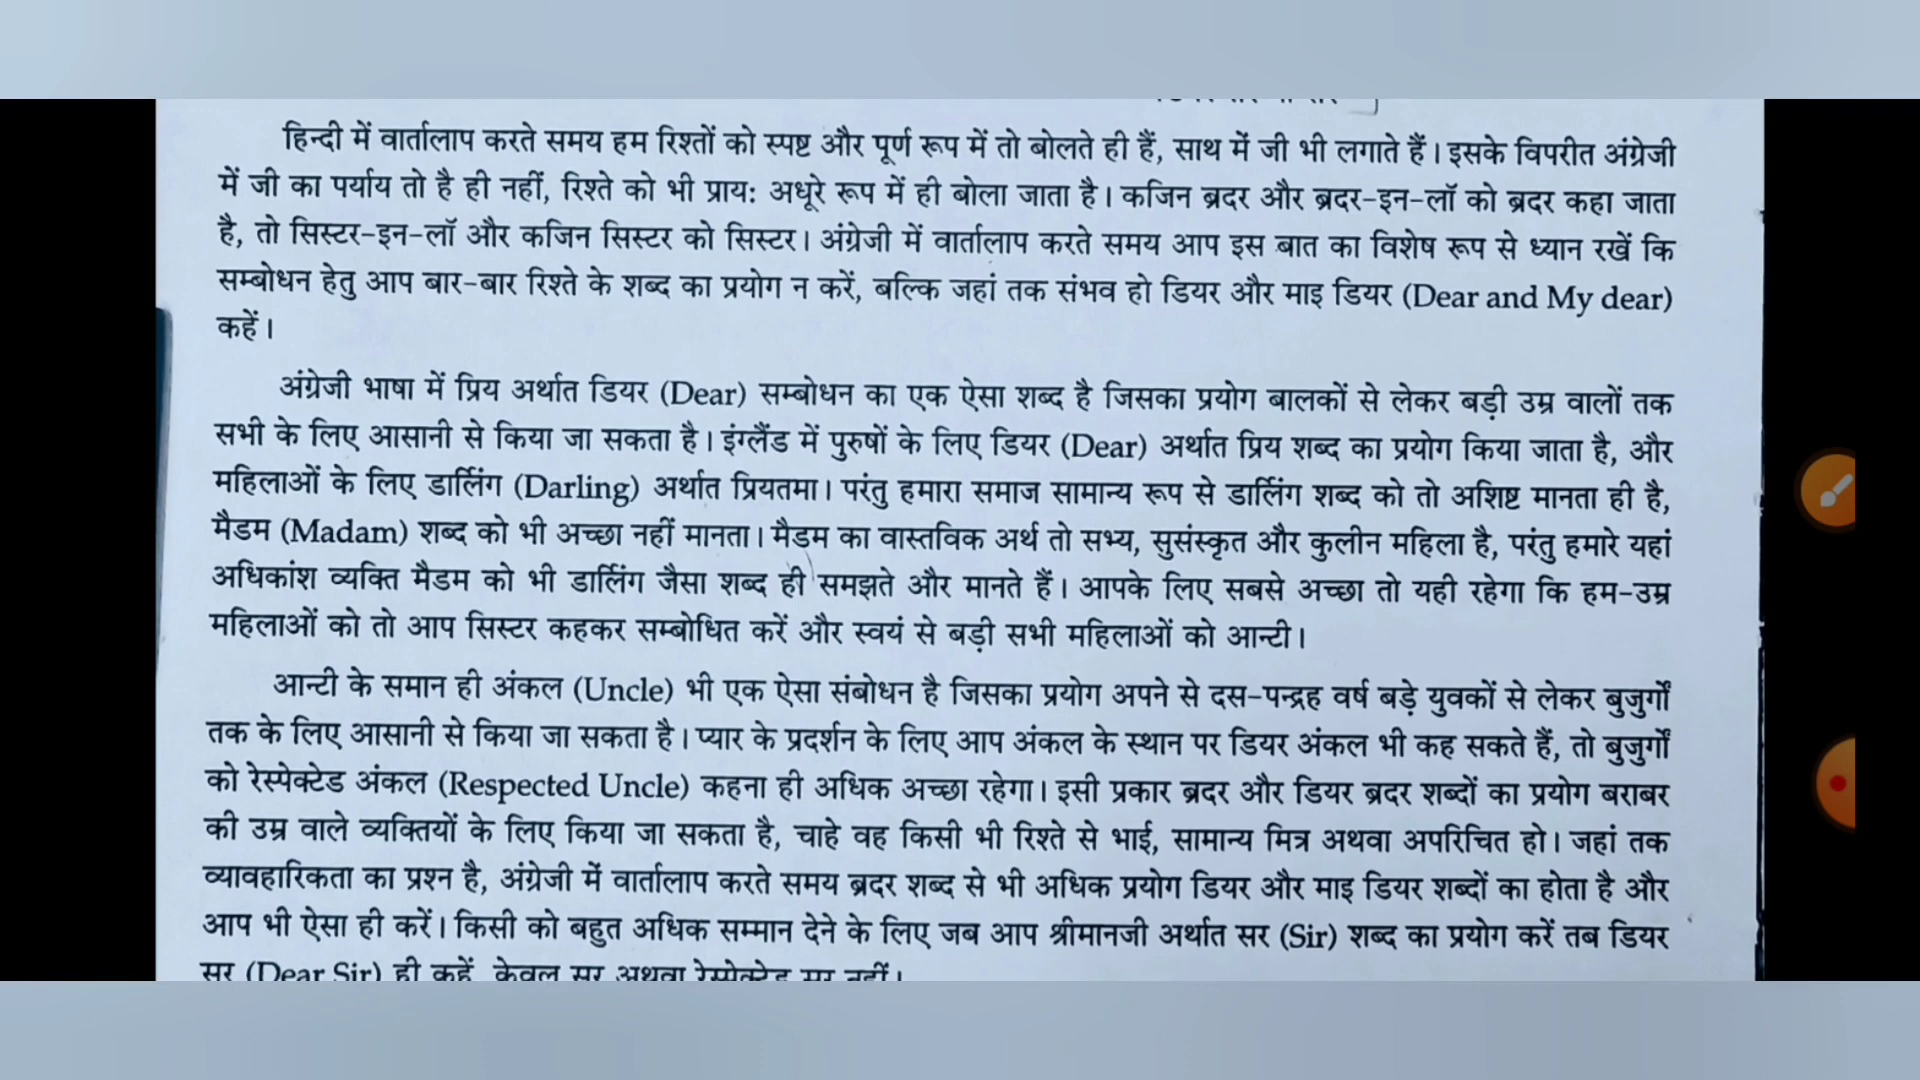 हिन्दी में वार्तालाप करते समय हम रिश्तों को स्पष्ट और पूर्ण रूप में तो बोलते ही हैं, साथ में जी भी लगाते हैं। इसके विपरीत अंग्रेजी
में जी का पर्याय तो है ही नहीं, रिश्ते को भी प्राय: अधूरे रूप में ही बोला जाता है। कजिन ब्रदर और ब्रदर-इन-लॉ को ब्रदर कहा जाता
है, तो सिस्टर-इन-लॉ और कजिन सिस्टर को सिस्टर। अंग्रेजी में वार्तालाप करते समय आप इस बात का विशेष रूप से ध्यान रखें कि
सम्बोधन हेतु आप बार-बार रिश्ते के शब्द का प्रयोग न करें, बल्कि जहां तक संभव हो डियर और माइ डियर (Dear and My dear)
कहें।
अंग्रेजी भाषा में प्रिय अर्थात डियर (Dear) सम्बोधन का एक ऐसा शब्द है जिसका प्रयोग बालकों से लेकर बड़ी उम्र वालों तक
सभी के लिए आसानी से किया जा सकता है। इंग्लैंड में पुरुषों के लिए डियर (Dear) अर्थात प्रिय शब्द का प्रयोग किया जाता है, और
महिलाओं के लिए डार्लिंग (Darling) अर्थात प्रियतमा। परंतु हमारा समाज सामान्य रूप से डार्लिंग शब्द को तो अशिष्ट मानता ही है,
मैडम (Madam) शब्द को भी अच्छा नहीं मानता। मैडम का वास्तविक अर्थ तो सभ्य, सुसंस्कृत और कुलीन महिला है, परंतु हमारे यहां
अधिकांश व्यक्ति मैडम को भी डार्लिंग जैसा शब्द ही समझते और मानते हैं। आपके लिए सबसे अच्छा तो यही रहेगा कि हम-उम्र
महिलाओं को तो आप सिस्टर कहकर सम्बोधित करें और स्वयं से बड़ी सभी महिलाओं को आन्टी।
आन्टी के समान ही अंकल (Uncle) भी एक ऐसा संबोधन है जिसका प्रयोग अपने से दस-पन्द्रह वर्ष बड़े युवकों से लेकर बुजुर्गों
तक के लिए आसानी से किया जा सकता है। प्यार के प्रदर्शन के लिए आप अंकल के स्थान पर डियर अंकल भी कह सकते हैं, तो बुजुर्गों
को रेस्पेक्टेड अंकल (Respected Uncle) कहना ही अधिक अच्छा रहेगा। इसी प्रकार ब्रदर और डियर ब्रदर शब्दों का प्रयोग बराबर
की उम्र वाले व्यक्तियों के लिए किया जा सकता है, चाहे वह किसी भी रिश्ते से भाई, सामान्य मित्र अथवा अपरिचित हो। जहां तक
व्यावहारिकता का प्रश्न है, अंग्रेजी में वार्तालाप करते समय ब्रदर शब्द से भी अधिक प्रयोग डियर और माइ डियर शब्दों का होता है और
आप भी ऐसा ही करें। किसी को बहुत अधिक सम्मान देने के लिए जब आप श्रीमानजी अर्थात सर (Sir) शब्द का प्रयोग करें तब डियर
सर (Dear Sir) ही कहें, केवल सर अथवा रेस्पेक्टेड सर नहीं।